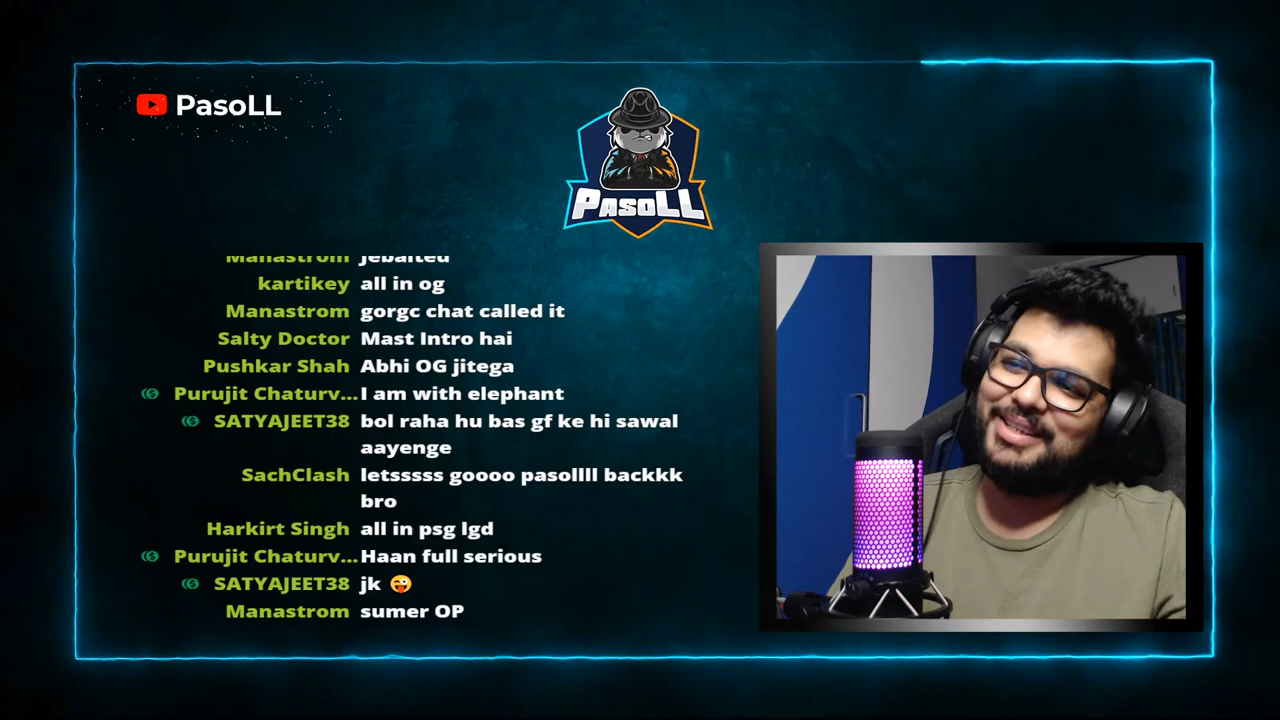 PasoLL
PASOLL
Manastrom jebaited
kartikey all in og
Manastrom gorgc chat called it
Salty Doctor Mast Intro hai
Pushkar Shah Abhi OG jitega
Purujit Chaturv... I am with elephant
SATYAJEET38 bol raha hu bas gf ke hi sawal
aayenge
SachClash letsssss goooo pasollll backkk
bro
Harkirt Singh all in psg lgd
Purujit Chaturv... Haan full serious
SATYAJEET38 jk 😜
Manastrom sumer OP